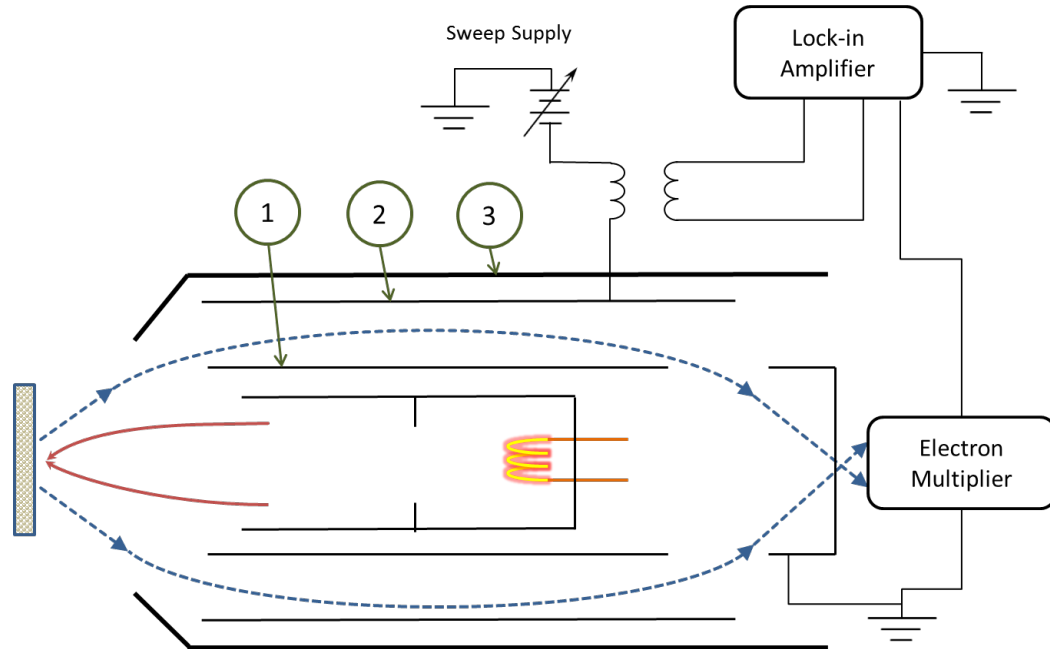 Sweep Supply
Lock-in
Amplifier
1
2
3
Electron
Multiplier